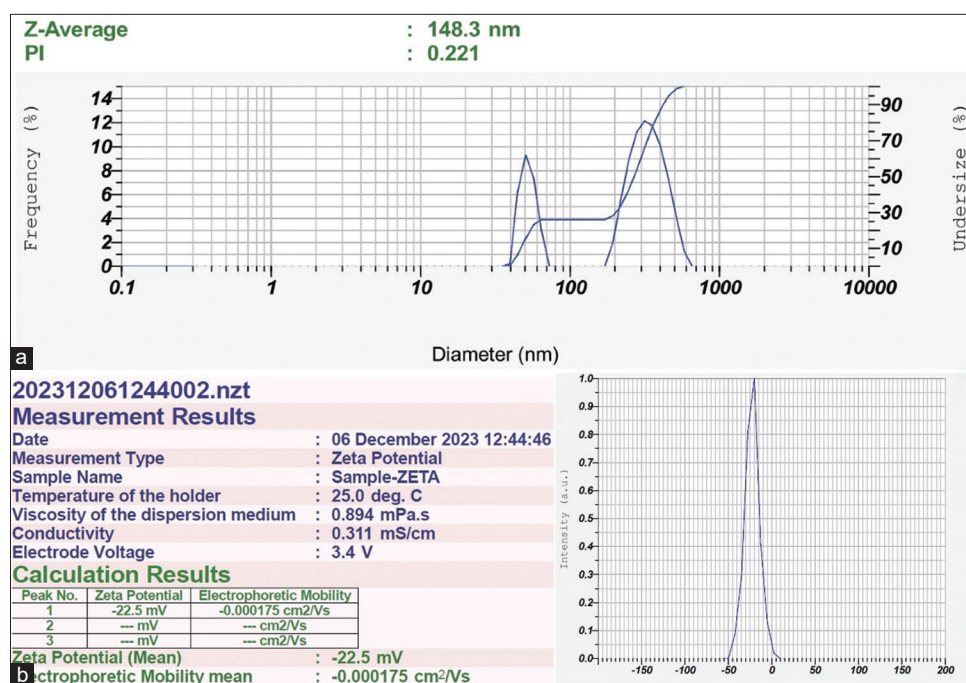 Z-Average : 148.3 nm
PI : 0.221
Frequency (%)
14
12
10
8
6
4
2
0
90
70
50
30
10
Undersize (%)
0.1 1 10 100 1000 10000
Diameter (nm)
a
202312061244002.nzt
Measurement Results
Date : 06 December 2023 12:44:46
Measurement Type : Zeta Potential
Sample Name : Sample-ZETA
Temperature of the holder : 25.0 deg. C
Viscosity of the dispersion medium : 0.894 mPa.s
Conductivity : 0.311 mS/cm
Electrode Voltage : 3.4 V
Calculation Results
Peak No. Zeta Potential Electrophoretic Mobility
1 -22.5 mV -0.000175 cm2/Vs
2 --- mV --- cm2/Vs
3 --- mV --- cm2/Vs
Zeta Potential (Mean) : -22.5 mV
ectrophoretic Mobility mean : -0.000175 cm²/Vs
b
Intensity (a.u.)
1.0
0.9
0.8
0.7
0.6
0.5
0.4
0.3
0.2
0.1
0.0
-150 -100 -50 0 50 100 150 200